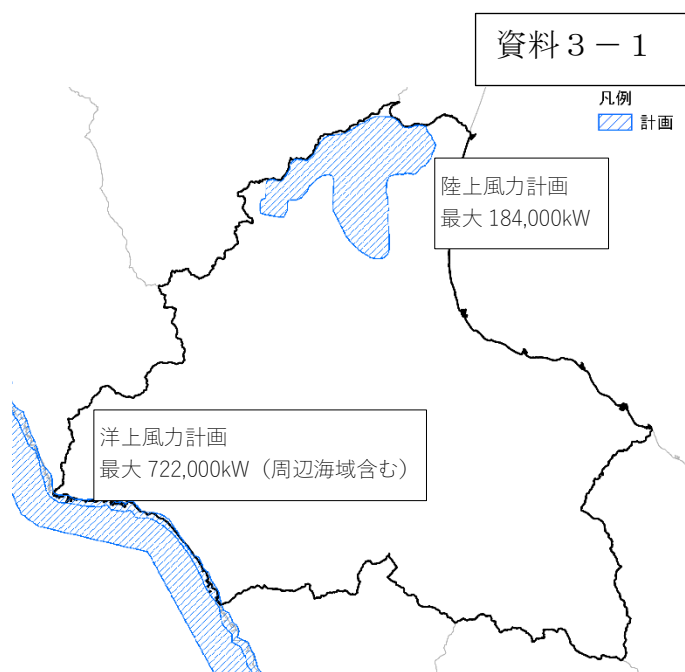 資料３－１
凡例
計画
陸上風力計画
最大 184,000kW
洋上風力計画
最大 722,000kW（周辺海域含む）